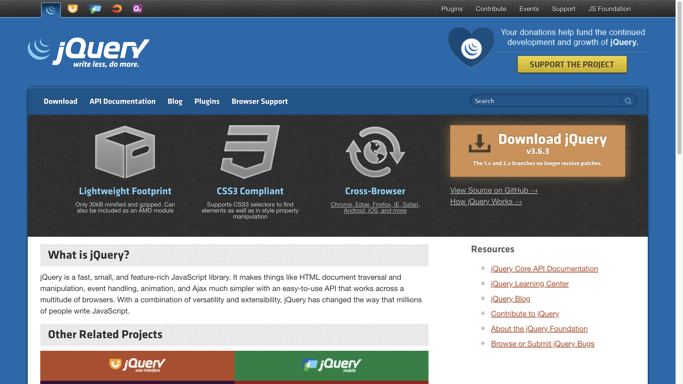 Plugins Contribute Events Support JS Foundation
jQuery
write less, do more.
Your donations help fund the continued
development and growth of jQuery.
SUPPORT THE PROJECT
Download API Documentation Blog Plugins Browser Support
Search
Lightweight Footprint
Only 30kB minified and gzipped. Can
also be included as an AMD module
CSS3 Compliant
Supports CSS3 selectors to find
elements as well as in style property
manipulation
Cross-Browser
Chrome, Edge, Firefox, IE, Safari,
Android, iOS, and more
Download jQuery
v3.6.3
The 1.x and 2.x branches no longer receive patches.
View Source on GitHub →
How jQuery Works →
What is jQuery?
jQuery is a fast, small, and feature-rich JavaScript library. It makes things like HTML document traversal and
manipulation, event handling, animation, and Ajax much simpler with an easy-to-use API that works across a
multitude of browsers. With a combination of versatility and extensibility, jQuery has changed the way that millions
of people write JavaScript.
Other Related Projects
jQuery
user interface
jQuery
mobile
Resources
jQuery Core API Documentation
jQuery Learning Center
jQuery Blog
Contribute to jQuery
About the jQuery Foundation
Browse or Submit jQuery Bugs